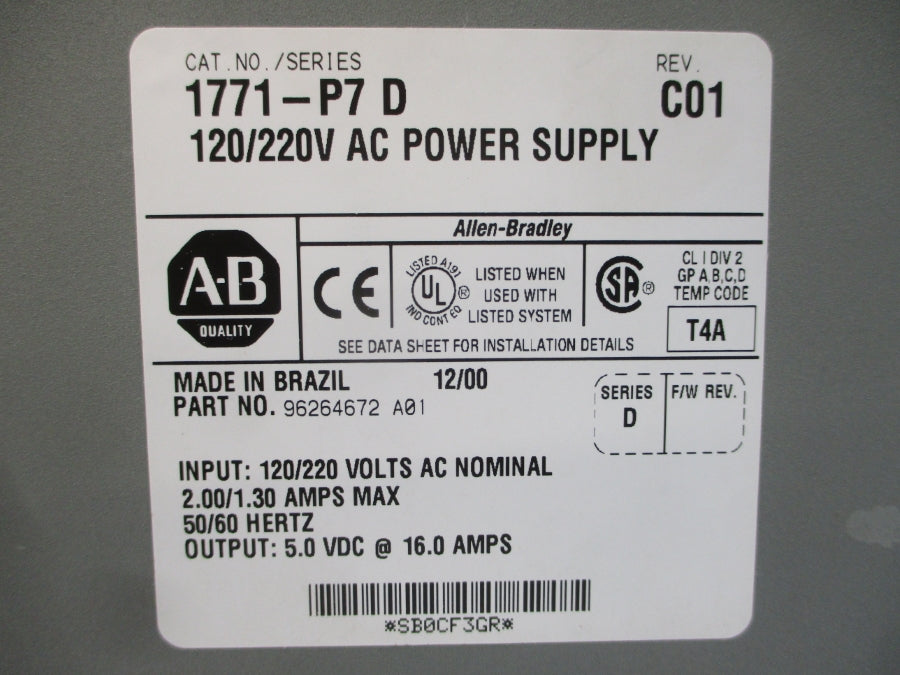 CAT.NO./SERIES REV.
1771-P7 D C01
120/220V AC POWER SUPPLY
Allen-Bradley
A-B
QUALITY
CE
LISTED A191
UL ®
IND CONT EQ
LISTED WHEN
USED WITH
LISTED SYSTEM
SA ®
CL I DIV 2
GP A,B,C,D
TEMP CODE
T4A
SEE DATA SHEET FOR INSTALLATION DETAILS
MADE IN BRAZIL 12/00
PART NO. 96264672 A01
SERIES F/W REV.
D
INPUT: 120/220 VOLTS AC NOMINAL
2.00/1.30 AMPS MAX
50/60 HERTZ
OUTPUT: 5.0 VDC @ 16.0 AMPS
*SB0CF3GR*